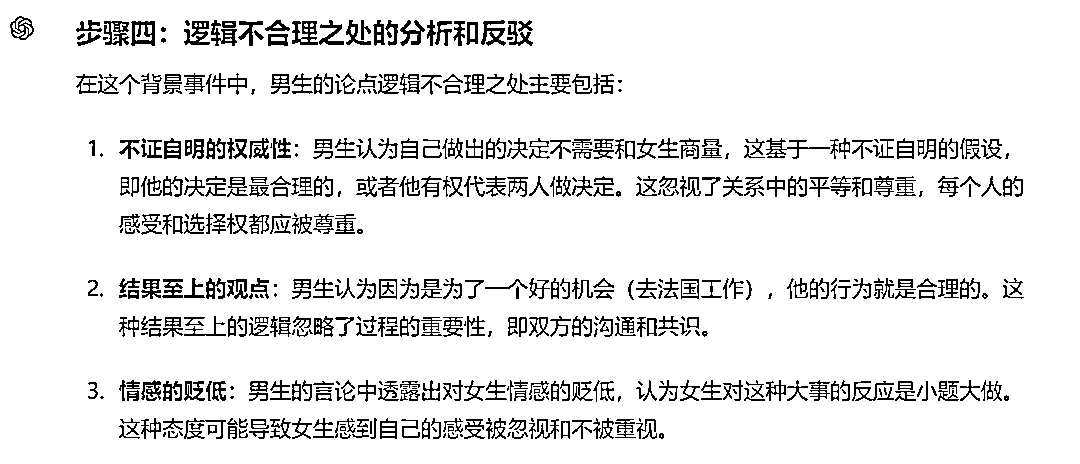 步骤四：逻辑不合理之处的分析和反驳
在这个背景事件中，男生的论点逻辑不合理之处主要包括：
1. 不证自明的权威性：男生认为自己做出的决定不需要和女生商量，这基于一种不证自明的假设，
即他的决定是最合理的，或者他有权代表两人做决定。这忽视了关系中的平等和尊重，每个人的
感受和选择权都应被尊重。
2. 结果至上的观点：男生认为因为是为了一个好的机会（去法国工作），他的行为就是合理的。这
种结果至上的逻辑忽略了过程的重要性，即双方的沟通和共识。
3. 情感的贬低：男生的言论中透露出对女生情感的贬低，认为女生对这种大事的反应是小题大做。
这种态度可能导致女生感到自己的感受被忽视和不被重视。